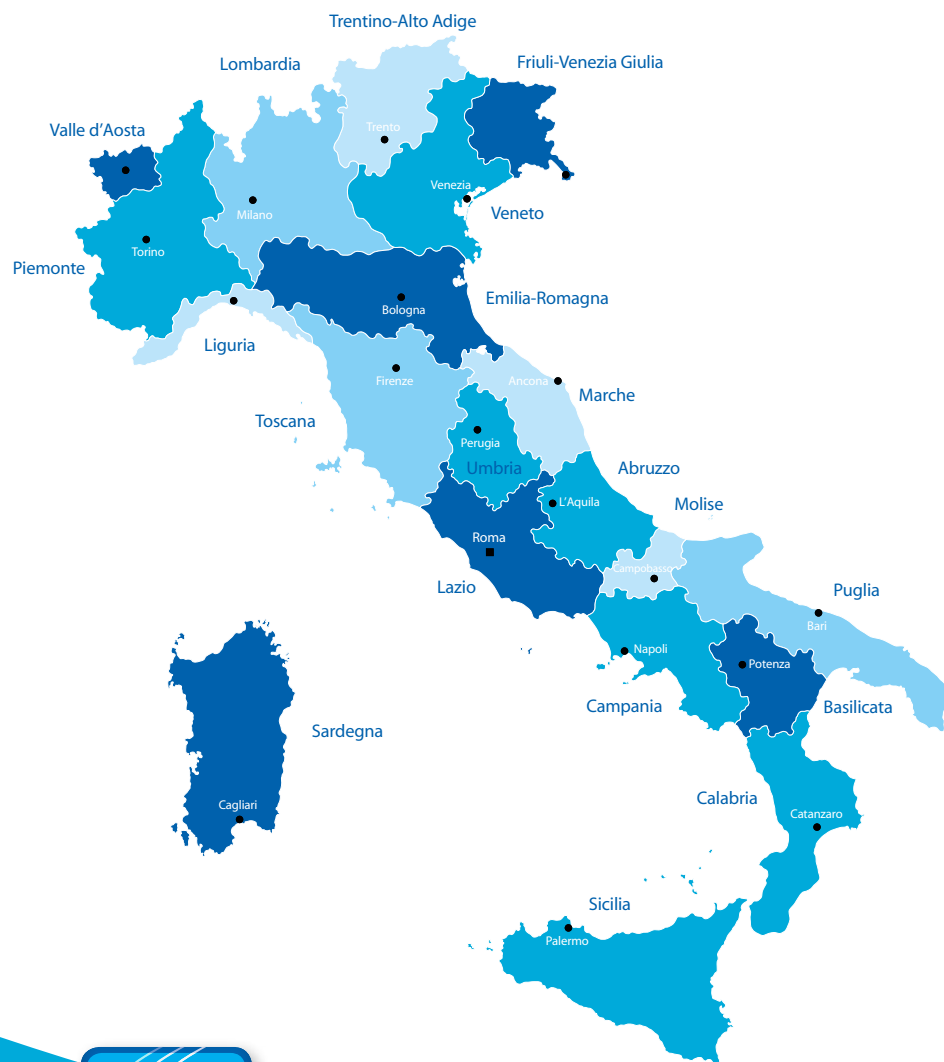 Trentino-Alto Adige
Lombardia
Friuli-Venezia Giulia
Valle d'Aosta
Trento
Venezia
Milano
Veneto
Torino
Piemonte
Emilia-Romagna
Bologna
Liguria
Firenze
Ancona
Marche
Toscana
Perugia
Umbria
Abruzzo
L'Aquila
Molise
Roma
Campobasso
Lazio
Puglia
Bari
Napoli
Potenza
Campania
Basilicata
Sardegna
Cagliari
Calabria
Catanzaro
Sicilia
Palermo